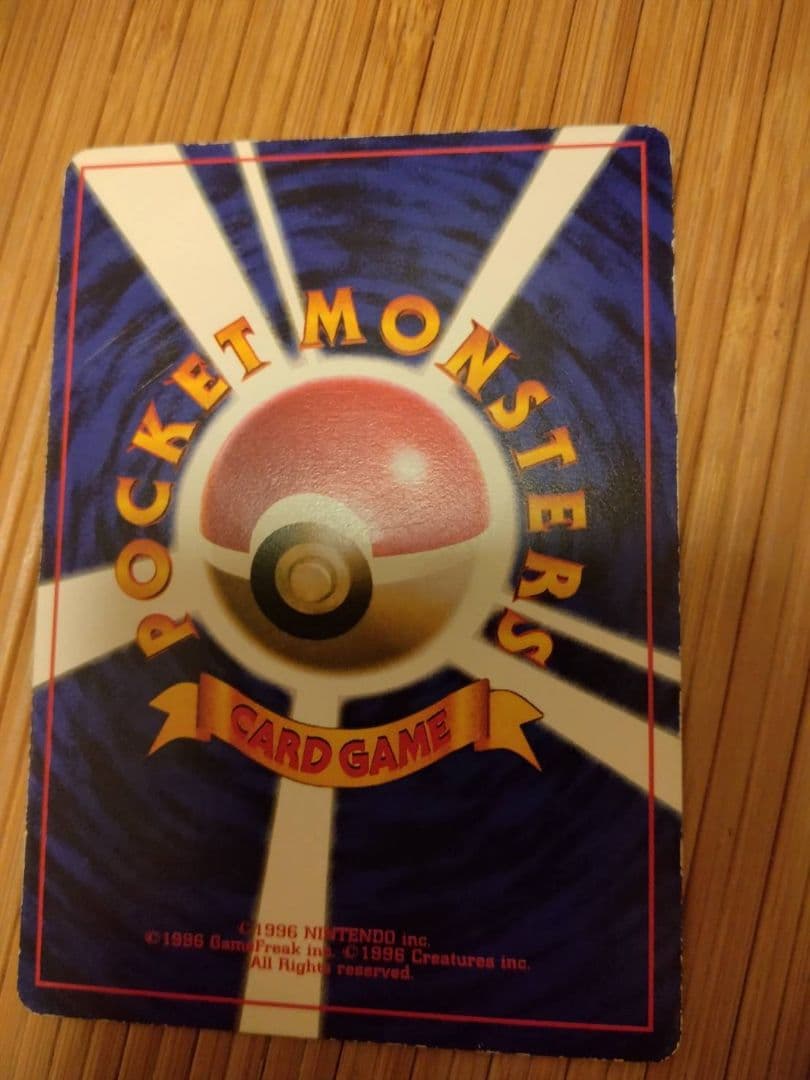 POCKET MONSTERS
CARD GAME
©1996 NINTENDO inc.
©1996 GameFreak inc. ©1996 Creatures inc.
All Rights reserved.